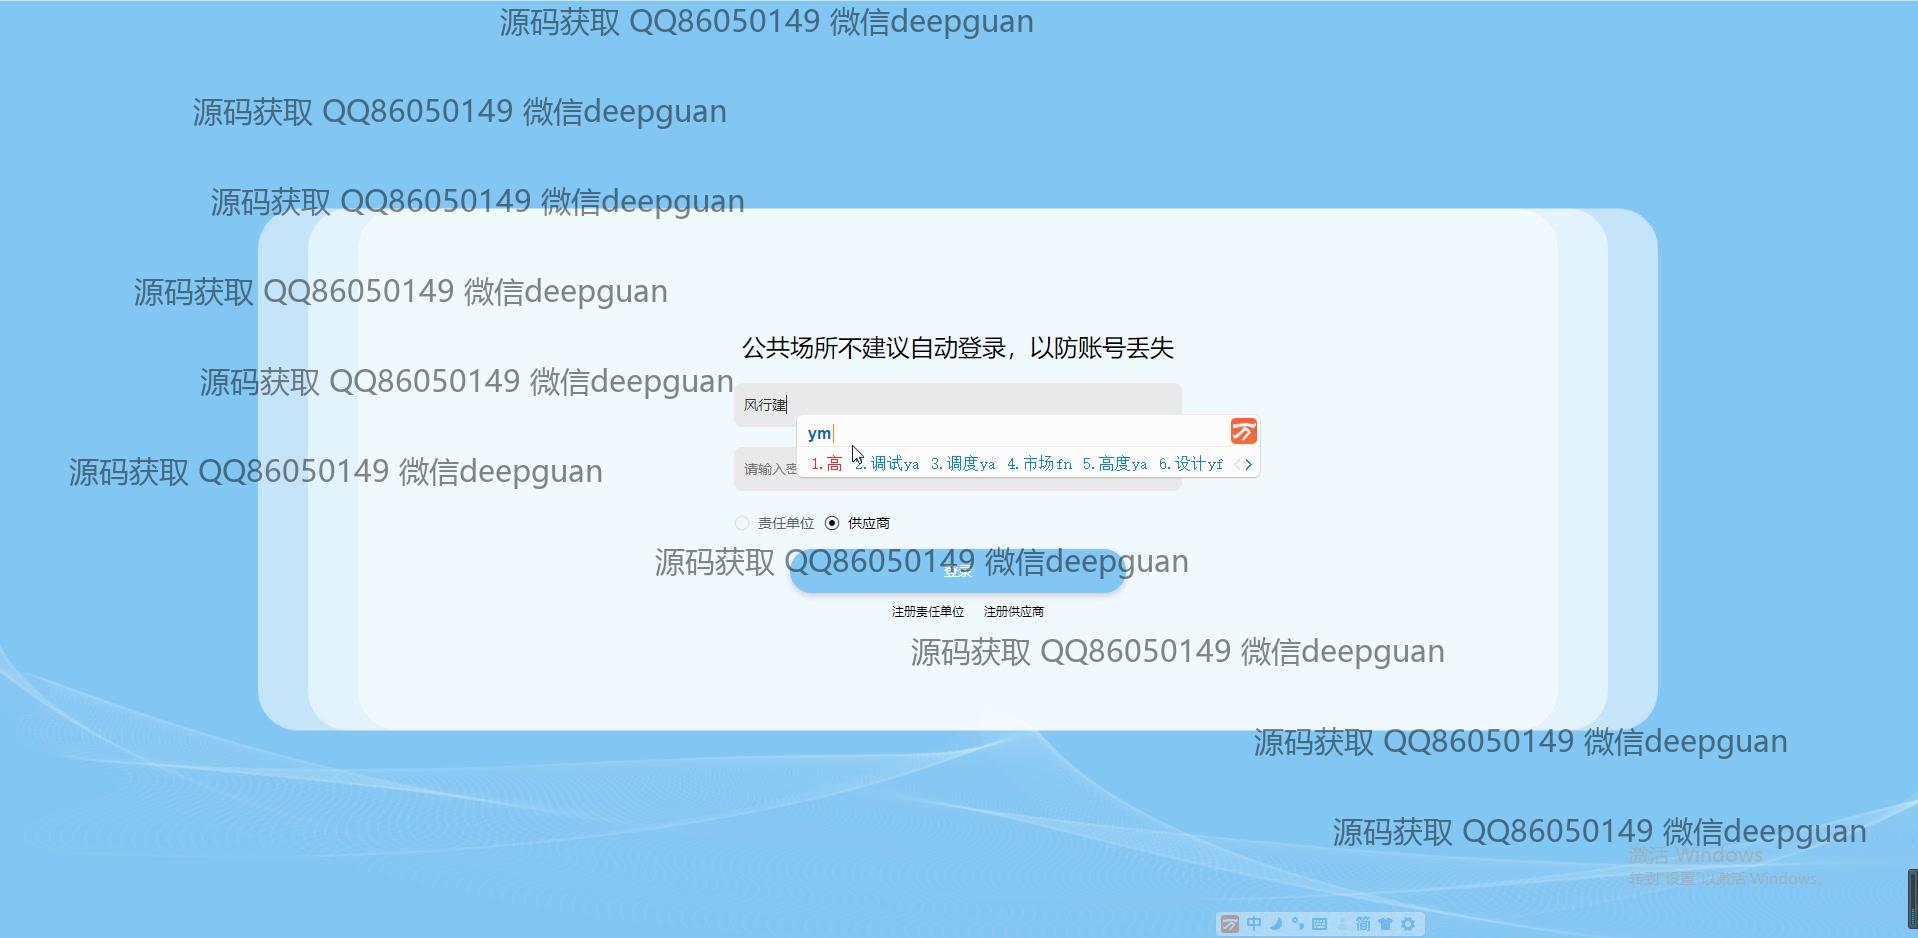 源码获取 QQ86050149 微信deepguan
源码获取 QQ86050149 微信deepguan
源码获取 QQ86050149 微信deepguan
源码获取 QQ86050149 微信deepguan
公共场所不建议自动登录，以防账号丢失
源码获取 QQ86050149 微信deepguan
风行建
ym
1.高 2.调试ya 3.调度ya 4.市场fn 5.高度ya 6.设计yf
请输入密
源码获取 QQ86050149 微信deepguan
责任单位 供应商
源码获取 QQ86050149 微信deepguan
登录
注册责任单位 注册供应商
源码获取 QQ86050149 微信deepguan
源码获取 QQ86050149 微信deepguan
源码获取 QQ86050149 微信deepguan
激活 Windows
转到"设置"以激活 Windows。
中 简